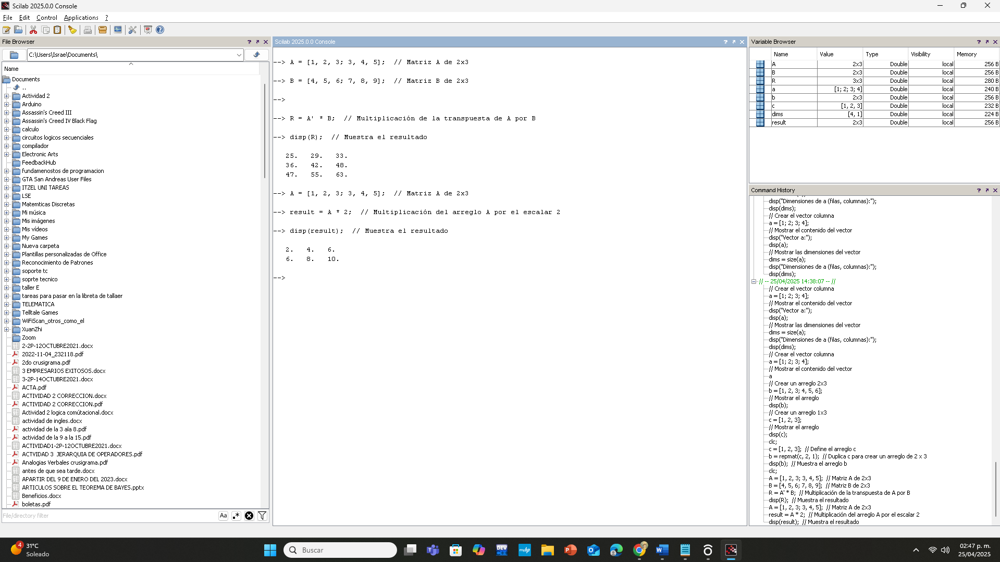 Scilab 2025.0.0 Console
File Edit Control Applications ?
File Browser
C:\Users\Israe\Documents\
Name
Documents
..
Actividad 2
Arduino
Assassin's Creed III
Assassin's Creed IV Black Flag
calculo
circuitos logicos secuenciales
compilador
Electronic Arts
FeedbackHub
fundamenostos de programacion
GTA San Andreas User Files
ITZEL UNI TAREAS
LSE
Matemticas Discretas
Mi música
Mis imágenes
Mis vídeos
My Games
Nueva carpeta
Plantillas personalizadas de Office
Reconocimiento de Patrones
soporte tc
soprte tecnico
taller E
tareas para pasar en la libreta de tallaer
TELEMATICA
Telltale Games
WiFiScan_otros_como_el
XuanZhi
Zoom
2-2P-12OCTUBRE2021.docx
2022-11-04_232118.pdf
2do crusigrama.pdf
3 EMPRESARIOS EXITOSOS.docx
3-2P-14OCTUBRE2021.docx
ACTA.pdf
ACTIVIDAD 2 CORRECCION.docx
ACTIVIDAD 2 CORRECCION.pdf
Actividad 2 logica comútacional.docx
actividad de ingles.docx
actividad de la 3 ala 8.pdf
actividad de la 9 a la 15.pdf
ACTIVIDAD1-2P-12OCTUBRE2021.docx
ACTVIDAD 3  JERARQUIA DE OPERADORES.pdf
Analogias Verbales crusigrama.pdf
antes de que sea tarde.docx
APARTIR DEL 9 DE ENERO DEL 2023.docx
ARTICULOS SOBRE EL TEOREMA DE BAYES.pptx
Beneficios.docx
boletas.pdf
File/directory filter
Aa .*
Scilab 2025.0.0 Console
--> A = [1, 2, 3; 3, 4, 5];  // Matriz A de 2x3
--> B = [4, 5, 6; 7, 8, 9];  // Matriz B de 2x3
-->
--> R = A' * B;  // Multiplicación de la transpuesta de A por B
--> disp(R);  // Muestra el resultado
25.   29.   33.
36.   42.   48.
47.   55.   63.
--> A = [1, 2, 3; 3, 4, 5];  // Matriz A de 2x3
--> result = A * 2;  // Multiplicación del arreglo A por el escalar 2
--> disp(result);  // Muestra el resultado
2.   4.   6.
6.   8.   10.
-->
Variable Browser
Name Value Type Visibility Memory
A 2x3 Double local 256 B
B 2x3 Double local 256 B
R 3x3 Double local 280 B
a [1; 2; 3; 4] Double local 240 B
b 2x3 Double local 256 B
c [1, 2, 3] Double local 232 B
dims [4, 1] Double local 224 B
result 2x3 Double local 256 B
Command History
disp("Dimensiones de a (filas, columnas):");
disp(dims);
// Crear el vector columna
a = [1; 2; 3; 4];
// Mostrar el contenido del vector
disp("Vector a:");
disp(a);
// Mostrar las dimensiones del vector
dims = size(a);
disp("Dimensiones de a (filas, columnas):");
disp(dims);
// -- 25/04/2025 14:38:07 -- //
// Crear el vector columna
a = [1; 2; 3; 4];
// Mostrar el contenido del vector
disp("Vector a:");
disp(a);
// Mostrar las dimensiones del vector
dims = size(a);
disp("Dimensiones de a (filas, columnas):");
disp(dims);
// Crear el vector columna
a = [1; 2; 3; 4];
// Mostrar el contenido del vector
a
// Crear un arreglo 2x3
b = [1, 2, 3; 4, 5, 6];
// Mostrar el arreglo
disp(b);
// Crear un arreglo 1x3
c = [1, 2, 3];
// Mostrar el arreglo
disp(c);
clc;
c = [1, 2, 3];  // Define el arreglo c
b = repmat(c, 2, 1);  // Duplica c para crear un arreglo de 2 x 3
disp(b);  // Muestra el arreglo b
clc;
A = [1, 2, 3; 3, 4, 5];  // Matriz A de 2x3
B = [4, 5, 6; 7, 8, 9];  // Matriz B de 2x3
R = A' * B;  // Multiplicación de la transpuesta de A por B
disp(R);  // Muestra el resultado
A = [1, 2, 3; 3, 4, 5];  // Matriz A de 2x3
result = A * 2;  // Multiplicación del arreglo A por el escalar 2
disp(result);  // Muestra el resultado
4
31°C
Soleado
Buscar
DEV
myhp
02:47 p. m.
25/04/2025